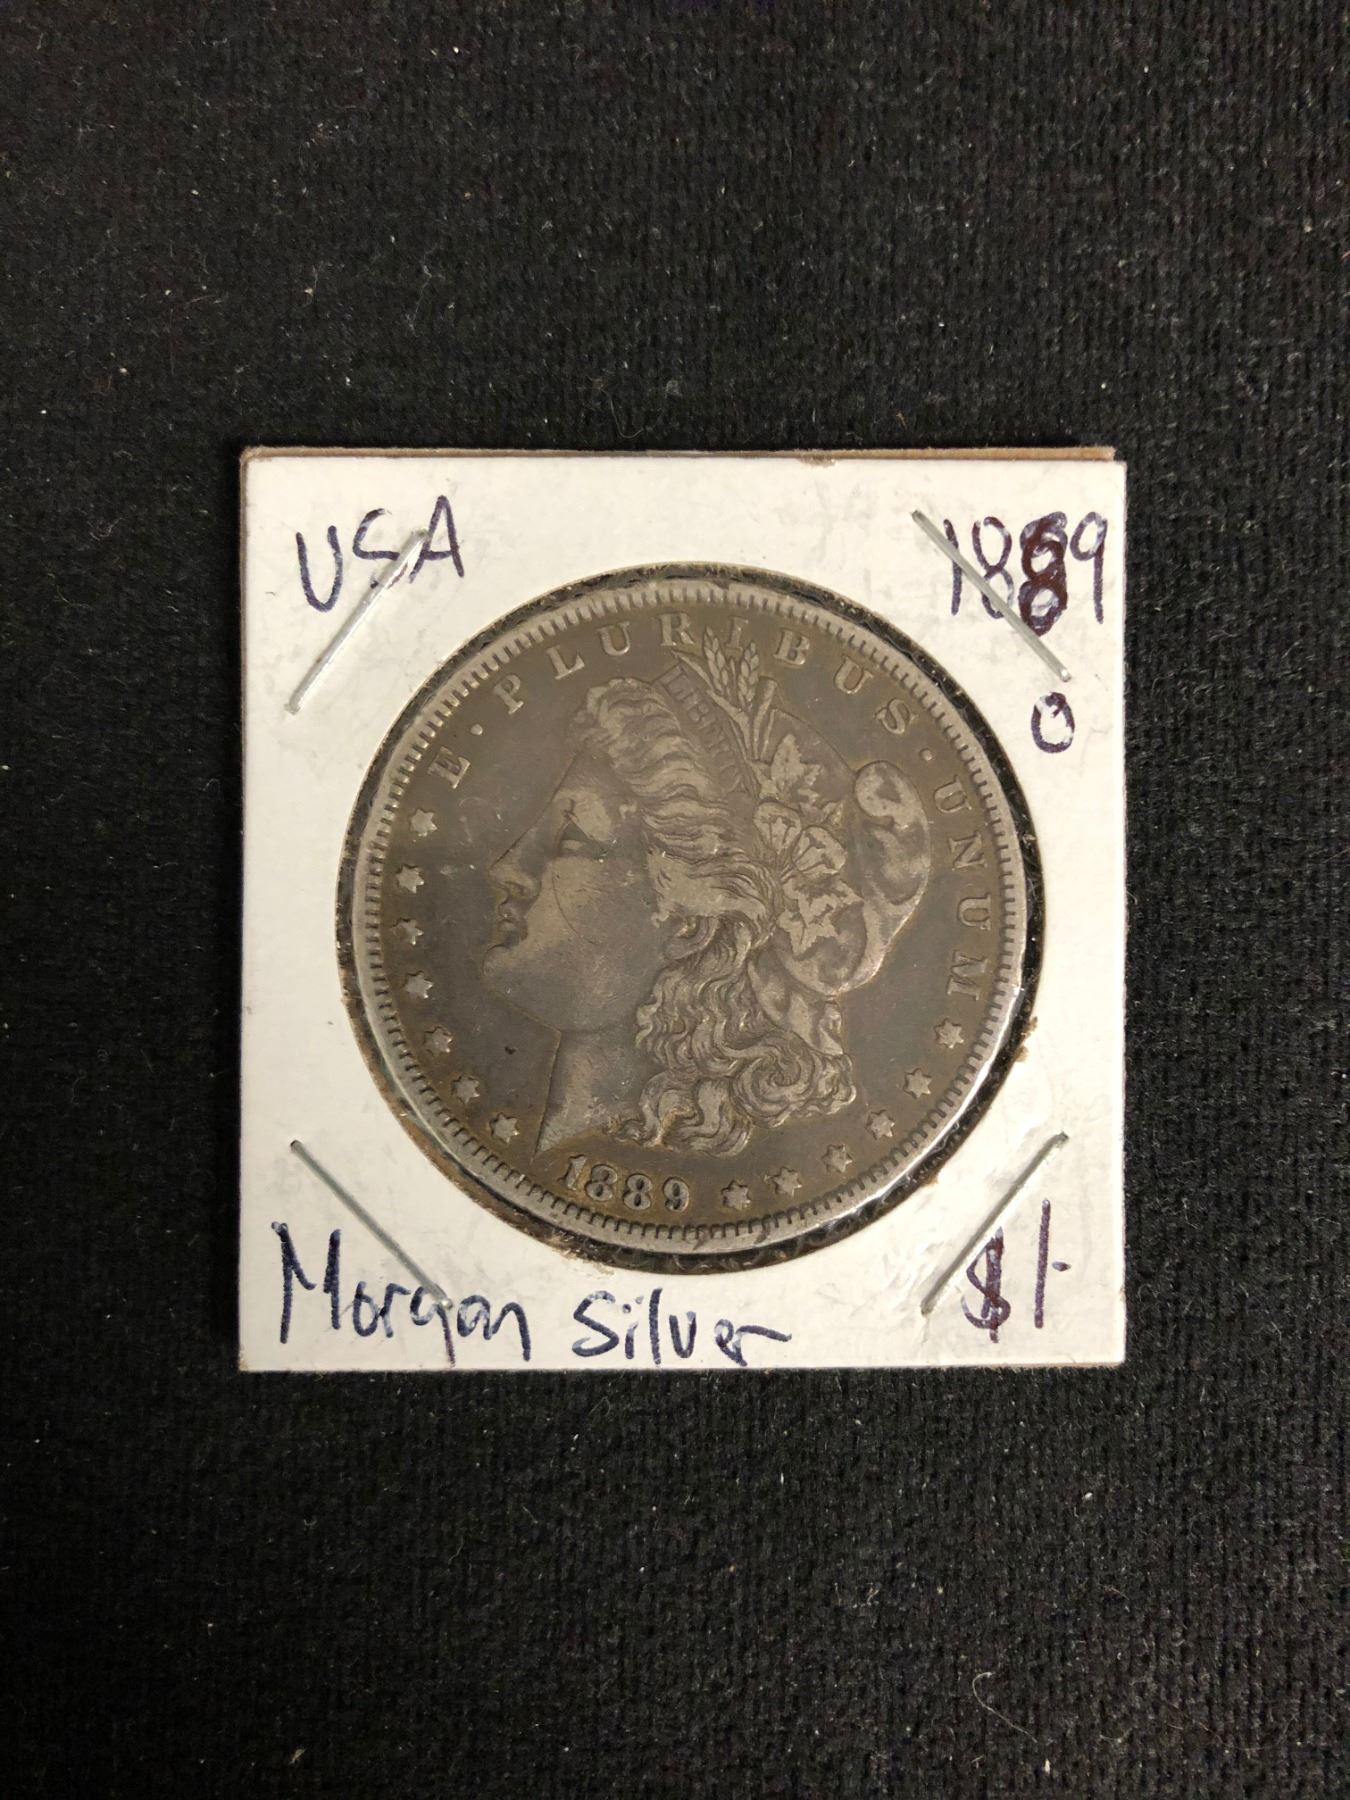 USA
1889
O
E · PLURIBUS · UNUM
LIBERTY
1889
Morgan Silver
$1-